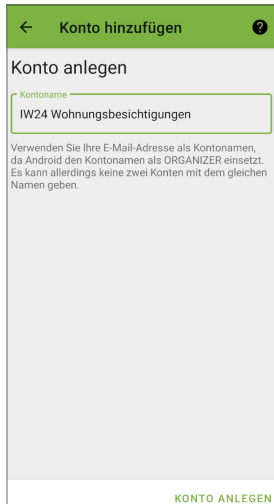 Konto hinzufügen
Konto anlegen
Kontoname
IW24 Wohnungsbesichtigungen
Verwenden Sie Ihre E-Mail-Adresse als Kontonamen,
da Android den Kontonamen als ORGANIZER einsetzt.
Es kann allerdings keine zwei Konten mit dem gleichen
Namen geben.
KONTO ANLEGEN